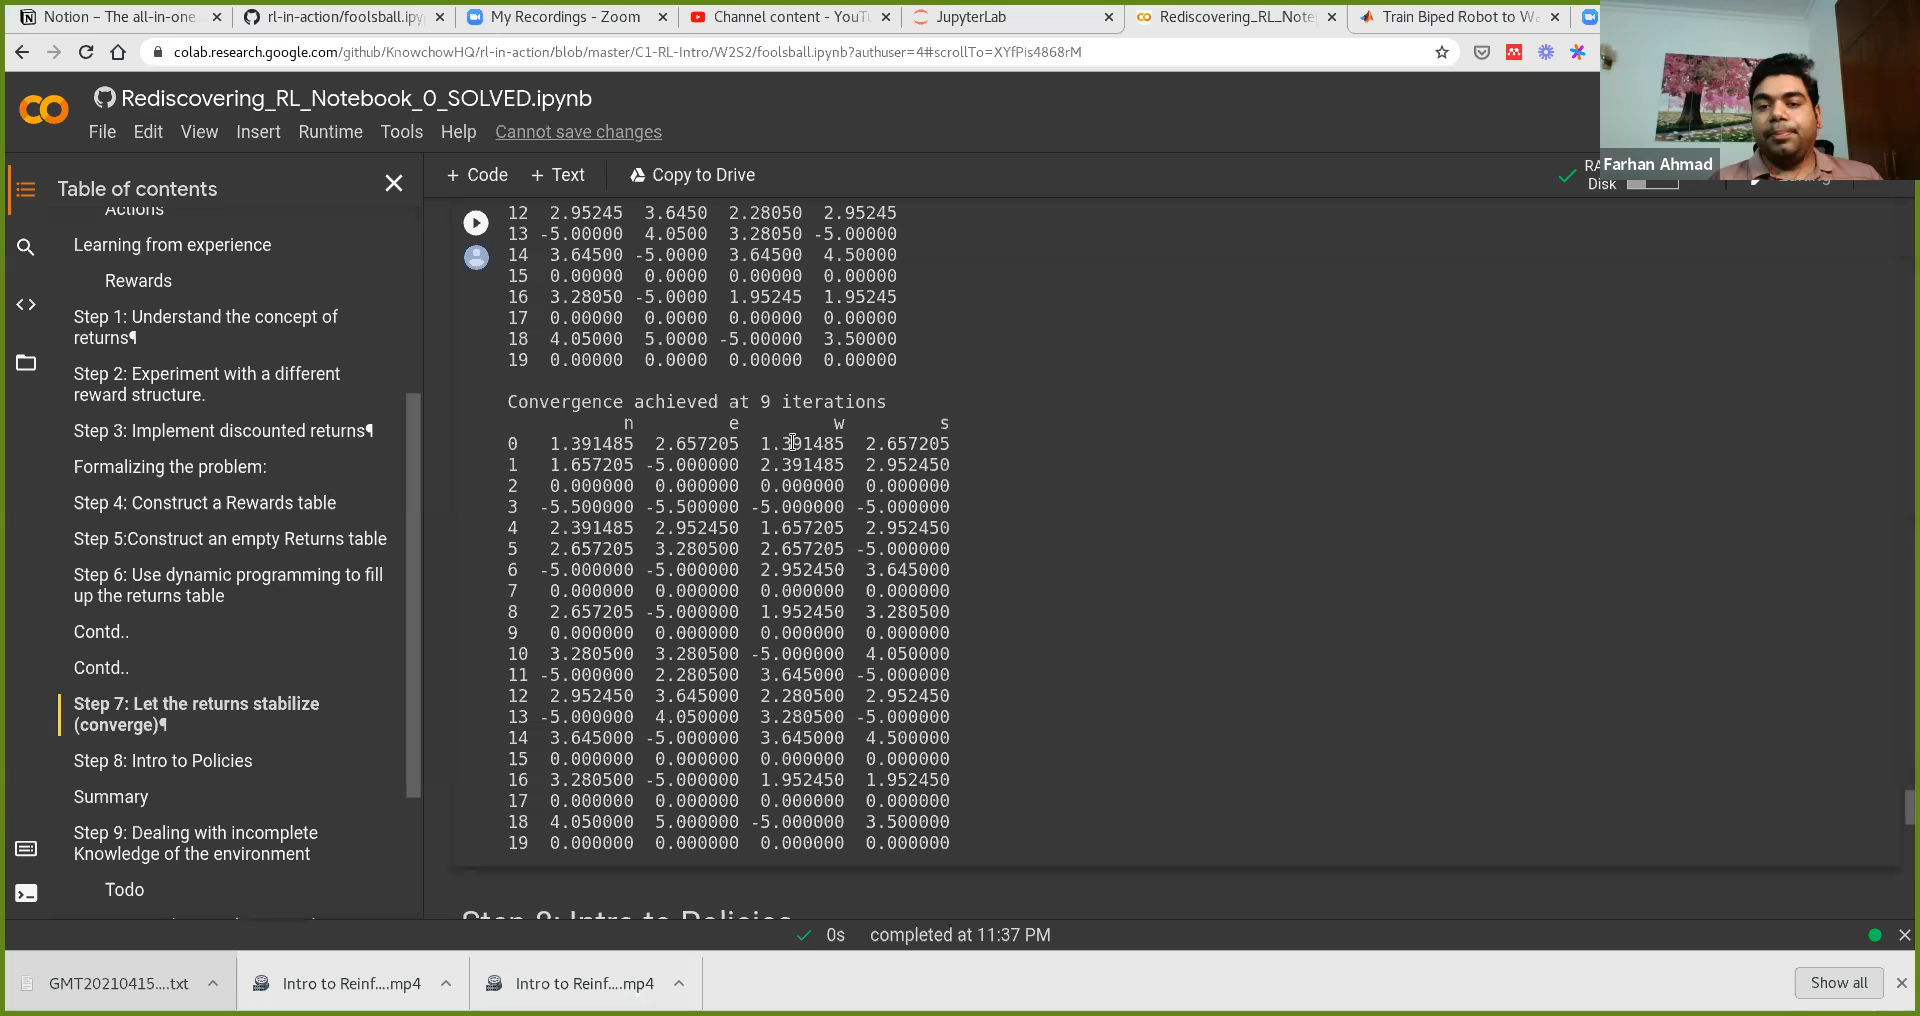 Notion – The all-in-one
rl-in-action/foolsball.ipy
My Recordings - Zoom
Channel content - YouTu
JupyterLab
Rediscovering_RL_Note
Train Biped Robot to Wa
colab.research.google.com/github/KnowchowHQ/rl-in-action/blob/master/C1-RL-Intro/W2S2/foolsball.ipynb?authuser=4#scrollTo=XYfPis4868rM
Rediscovering_RL_Notebook_0_SOLVED.ipynb
File Edit View Insert Runtime Tools Help Cannot save changes
Farhan Ahmad
Table of contents
+ Code + Text Copy to Drive
RA
Disk
Actions
Learning from experience
Rewards
Step 1: Understand the concept of
returns¶
Step 2: Experiment with a different
reward structure.
Step 3: Implement discounted returns¶
Formalizing the problem:
Step 4: Construct a Rewards table
Step 5:Construct an empty Returns table
Step 6: Use dynamic programming to fill
up the returns table
Contd..
Contd..
Step 7: Let the returns stabilize
(converge)¶
Step 8: Intro to Policies
Summary
Step 9: Dealing with incomplete
Knowledge of the environment
Todo
12 2.95245 3.6450 2.28050 2.95245
13 -5.00000 4.0500 3.28050 -5.00000
14 3.64500 -5.0000 3.64500 4.50000
15 0.00000 0.0000 0.00000 0.00000
16 3.28050 -5.0000 1.95245 1.95245
17 0.00000 0.0000 0.00000 0.00000
18 4.05000 5.0000 -5.00000 3.50000
19 0.00000 0.0000 0.00000 0.00000
Convergence achieved at 9 iterations
n e w s
0 1.391485 2.657205 1.391485 2.657205
1 1.657205 -5.000000 2.391485 2.952450
2 0.000000 0.000000 0.000000 0.000000
3 -5.500000 -5.500000 -5.000000 -5.000000
4 2.391485 2.952450 1.657205 2.952450
5 2.657205 3.280500 2.657205 -5.000000
6 -5.000000 -5.000000 2.952450 3.645000
7 0.000000 0.000000 0.000000 0.000000
8 2.657205 -5.000000 1.952450 3.280500
9 0.000000 0.000000 0.000000 0.000000
10 3.280500 3.280500 -5.000000 4.050000
11 -5.000000 2.280500 3.645000 -5.000000
12 2.952450 3.645000 2.280500 2.952450
13 -5.000000 4.050000 3.280500 -5.000000
14 3.645000 -5.000000 3.645000 4.500000
15 0.000000 0.000000 0.000000 0.000000
16 3.280500 -5.000000 1.952450 1.952450
17 0.000000 0.000000 0.000000 0.000000
18 4.050000 5.000000 -5.000000 3.500000
19 0.000000 0.000000 0.000000 0.000000
Step 8: Intro to Policies
0s completed at 11:37 PM
GMT20210415....txt
Intro to Reinf....mp4
Intro to Reinf....mp4
Show all